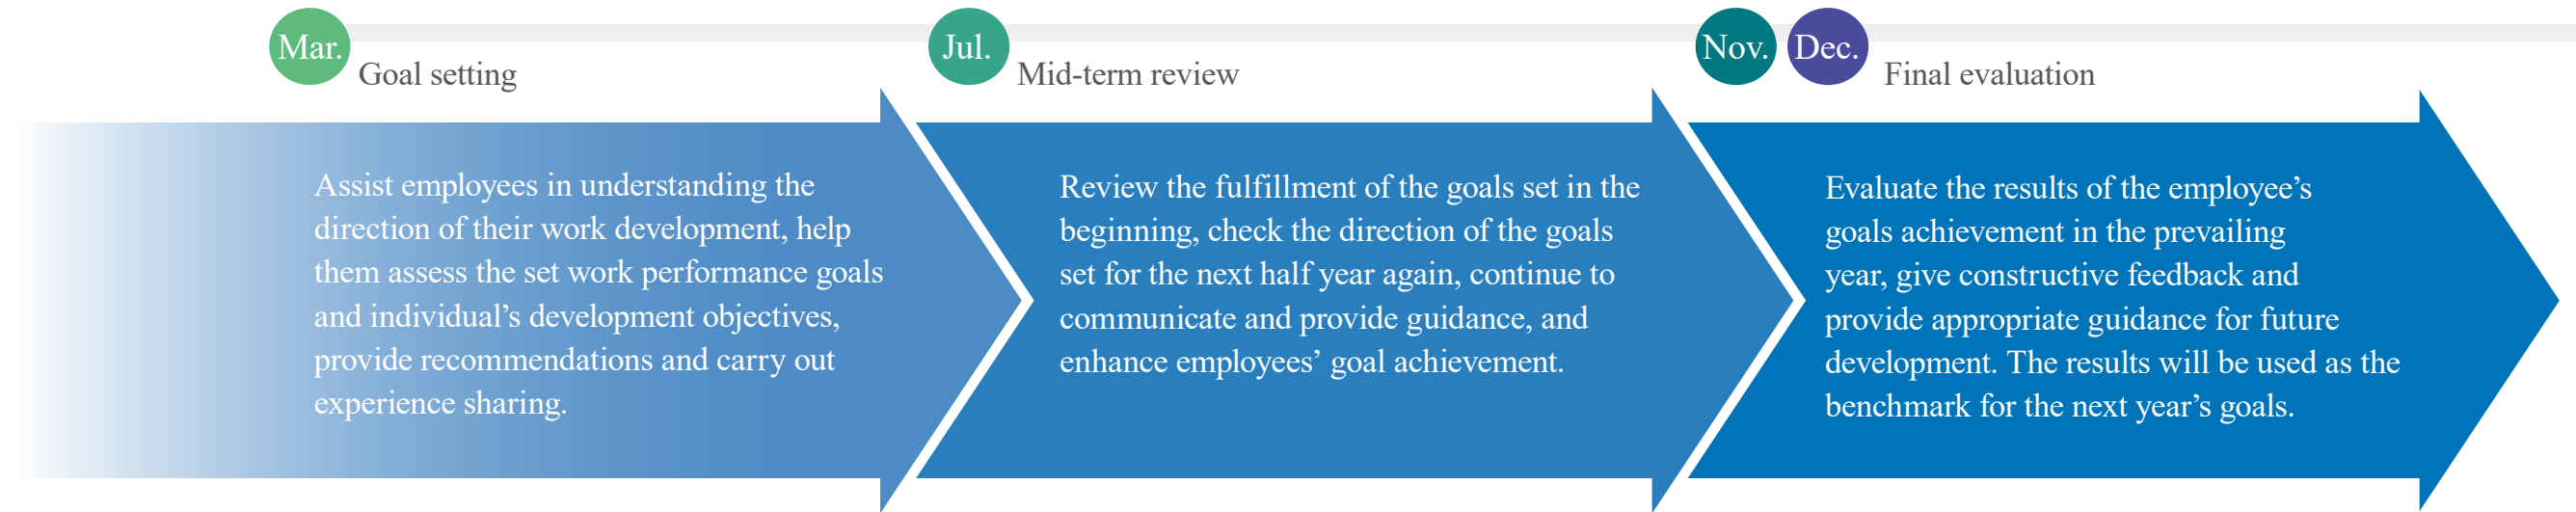 Mar.
Goal setting
Jul.
Mid-term review
Nov.
Dec.
Final evaluation
Assist employees in understanding the
direction of their work development, help
them assess the set work performance goals
and individual’s development objectives,
provide recommendations and carry out
experience sharing.
Review the fulfillment of the goals set in the
beginning, check the direction of the goals
set for the next half year again, continue to
communicate and provide guidance, and
enhance employees’ goal achievement.
Evaluate the results of the employee’s
goals achievement in the prevailing
year, give constructive feedback and
provide appropriate guidance for future
development. The results will be used as the
benchmark for the next year’s goals.